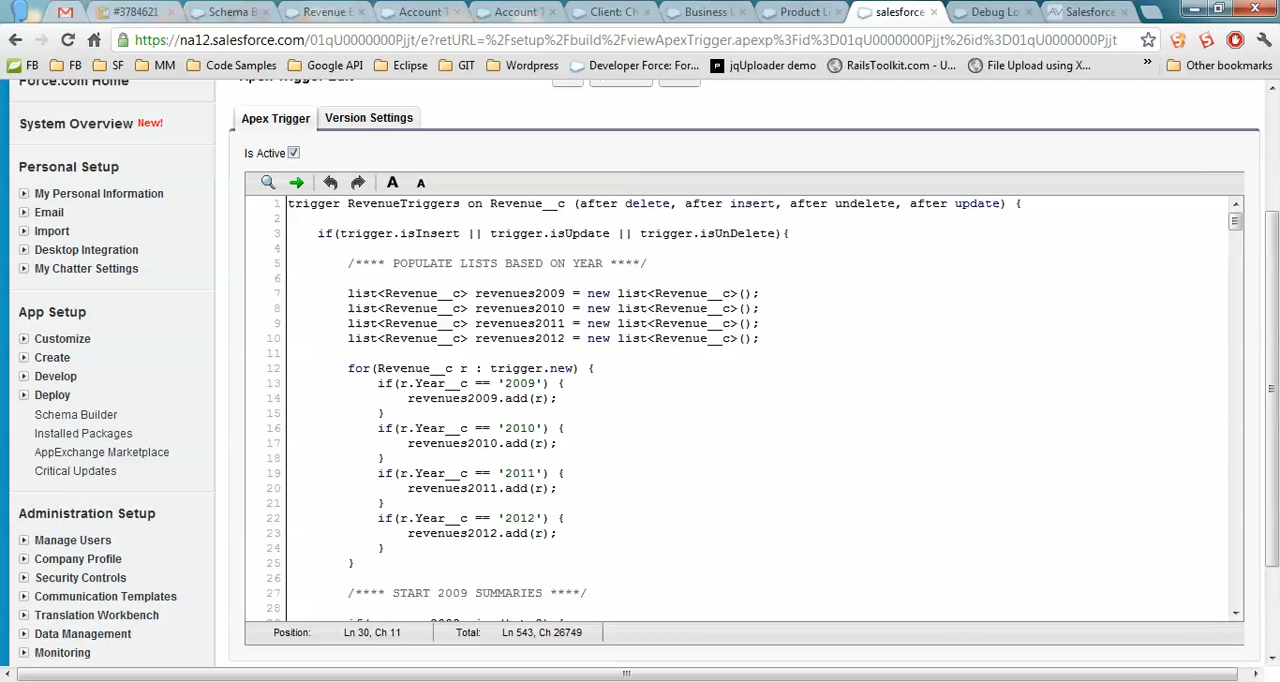 #3784621
Schema B
Revenue E
Account T
Account T
Client: Ch
Business L
Product Li
salesforce
Debug Lo
Salesforce
https://na12.salesforce.com/01qU0000000Pjjt/e?retURL=%2Fsetup%2Fbuild%2FviewApexTrigger.apexp%3Fid%3D01qU0000000Pjjt%26id%3D01qU0000000Pjjt
FB
FB
SF
MM
Code Samples
Google API
Eclipse
GIT
Wordpress
Developer Force: For...
jqUploader demo
RailsToolkit.com - U...
File Upload using X...
»
Other bookmarks
Force.com Home
System Overview New!
Personal Setup
My Personal Information
Email
Import
Desktop Integration
My Chatter Settings
App Setup
Customize
Create
Develop
Deploy
Schema Builder
Installed Packages
AppExchange Marketplace
Critical Updates
Administration Setup
Manage Users
Company Profile
Security Controls
Communication Templates
Translation Workbench
Data Management
Monitoring
Apex Trigger Edit
Apex Trigger
Version Settings
Is Active
A A
1 trigger RevenueTriggers on Revenue__c (after delete, after insert, after undelete, after update) {
2
3 if(trigger.isInsert || trigger.isUpdate || trigger.isUnDelete){
4
5 /**** POPULATE LISTS BASED ON YEAR ****/
6
7 list<Revenue__c> revenues2009 = new list<Revenue__c>();
8 list<Revenue__c> revenues2010 = new list<Revenue__c>();
9 list<Revenue__c> revenues2011 = new list<Revenue__c>();
10 list<Revenue__c> revenues2012 = new list<Revenue__c>();
11
12 for(Revenue__c r : trigger.new) {
13 if(r.Year__c == '2009') {
14 revenues2009.add(r);
15 }
16 if(r.Year__c == '2010') {
17 revenues2010.add(r);
18 }
19 if(r.Year__c == '2011') {
20 revenues2011.add(r);
21 }
22 if(r.Year__c == '2012') {
23 revenues2012.add(r);
24 }
25 }
26
27 /**** START 2009 SUMMARIES ****/
28
Position: Ln 30, Ch 11 Total: Ln 543, Ch 26749